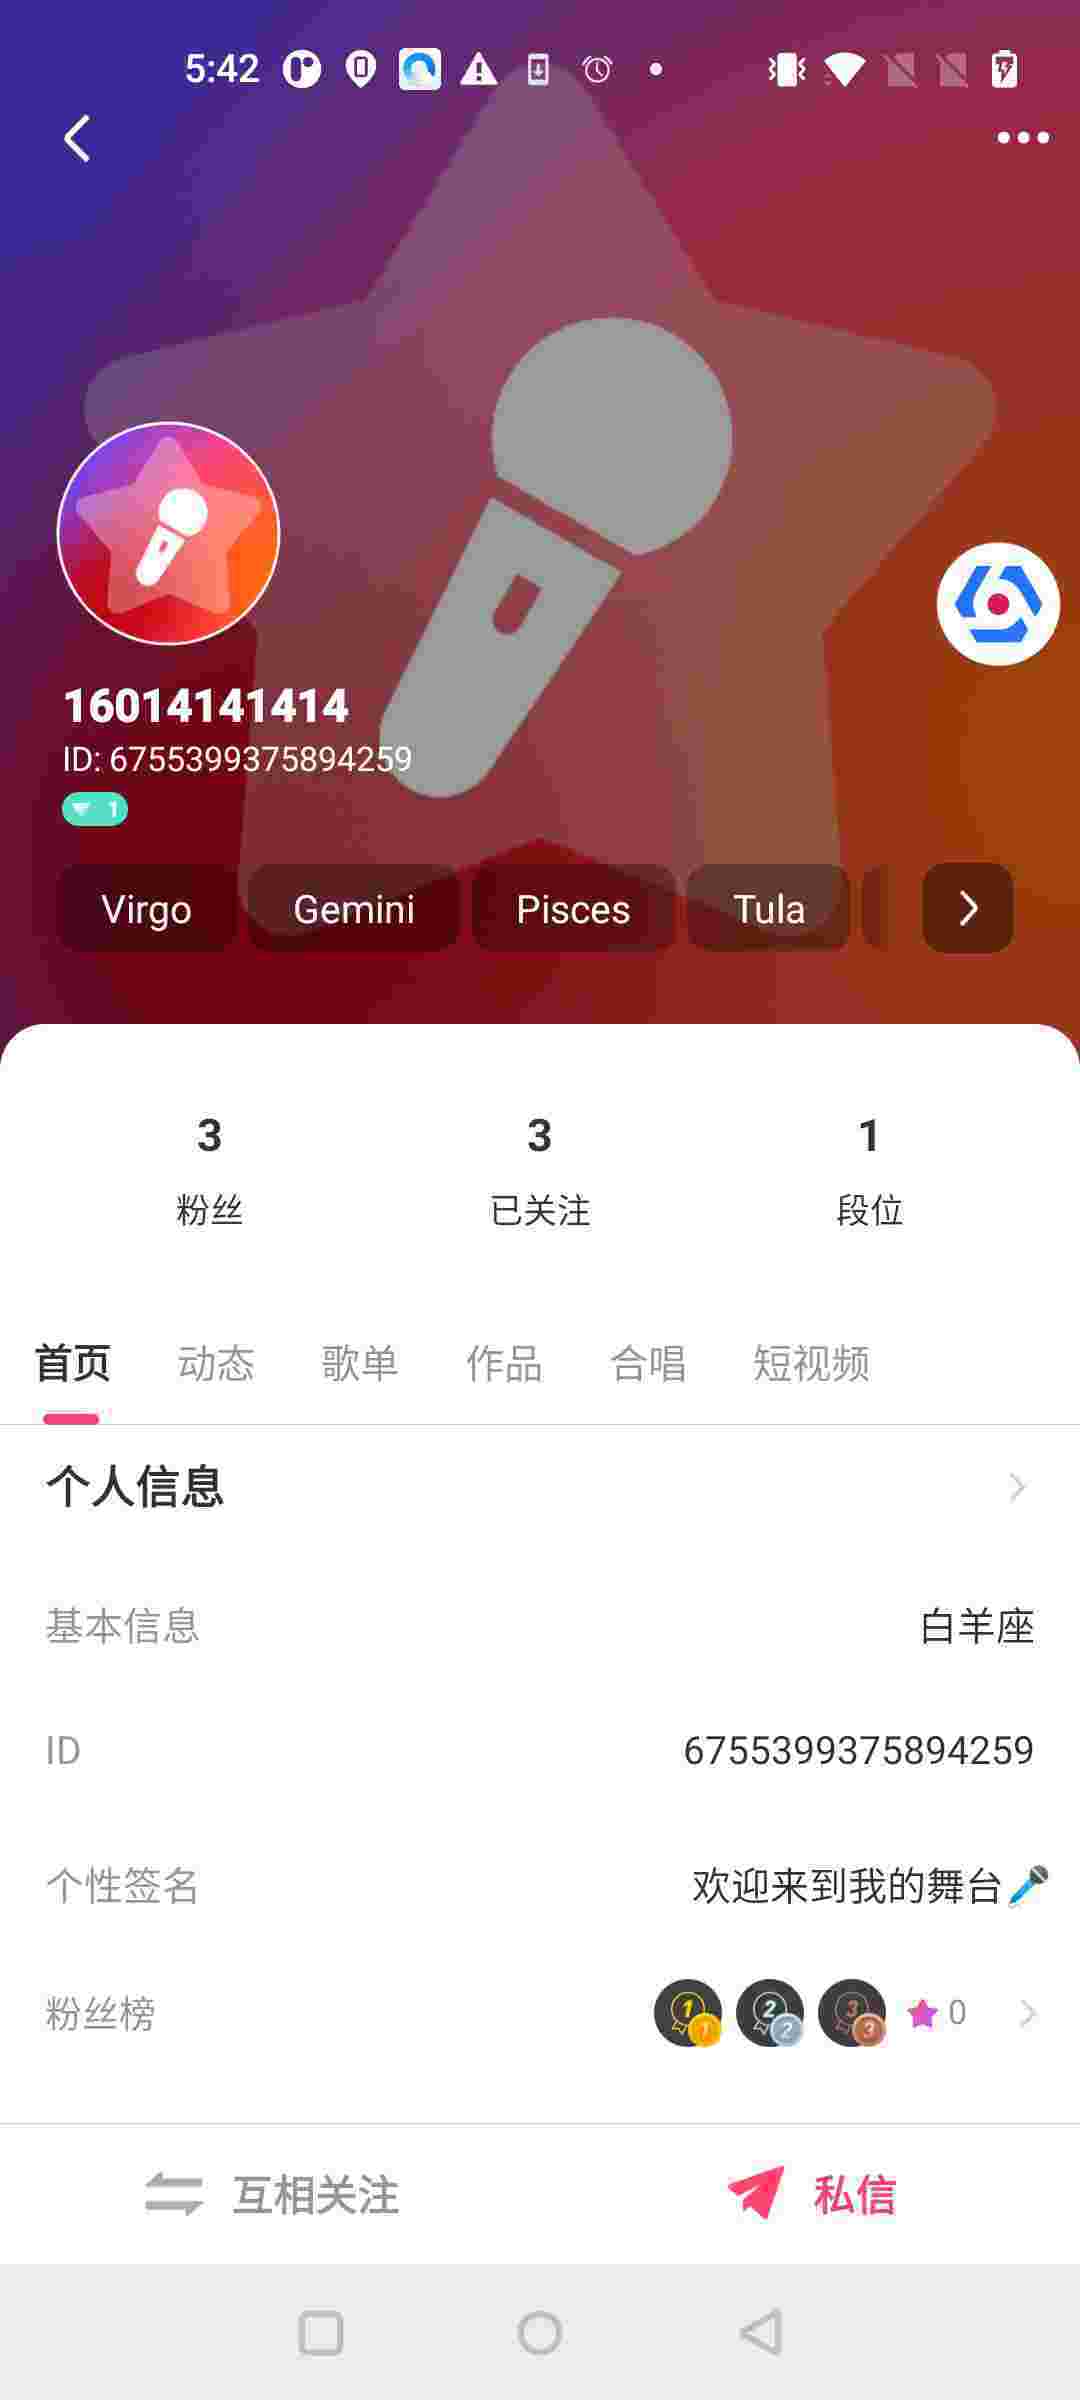 5:42
16014141414
ID: 6755399375894259
1
Virgo
Gemini
Pisces
Tula
3
粉丝
3
已关注
1
段位
首页
动态
歌单
作品
合唱
短视频
个人信息
基本信息
白羊座
ID
6755399375894259
个性签名
欢迎来到我的舞台🎤
粉丝榜
1
1
2
2
3
3
0
互相关注
私信